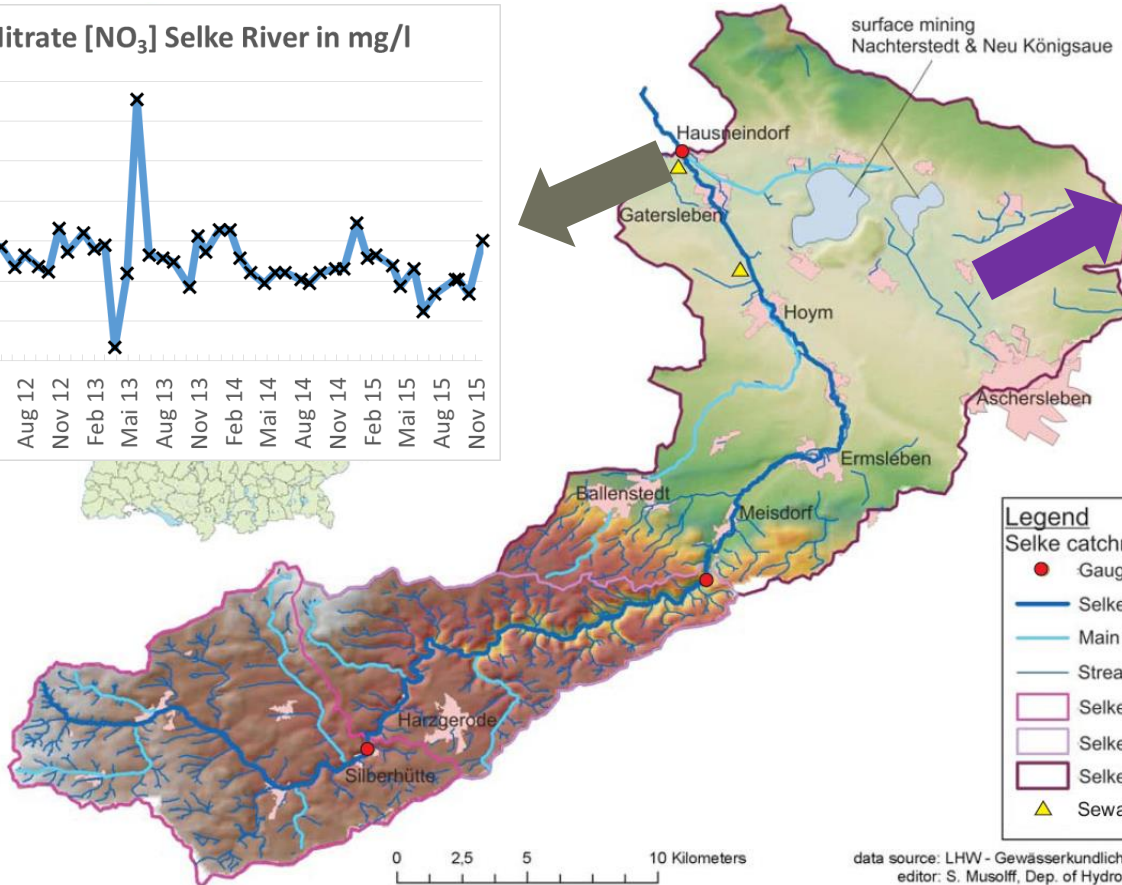 Nitrate [NO₃] Selke River in mg/l
Aug 12
Nov 12
Feb 13
Mai 13
Aug 13
Nov 13
Feb 14
Mai 14
Aug 14
Nov 14
Feb 15
Mai 15
Aug 15
Nov 15
surface mining
Nachterstedt & Neu Königsaue
Hausneindorf
Gatersleben
Hoym
Aschersleben
Ermsleben
Ballenstedt
Meisdorf
Harzgerode
Silberhütte
Legend
Selke catchm
Gaug
Selke
Main
Strea
Selke
Selke
Selke
Sewa
0 2,5 5 10 Kilometers
data source: LHW - Gewässerkundlich
editor: S. Musolff, Dep. of Hydro